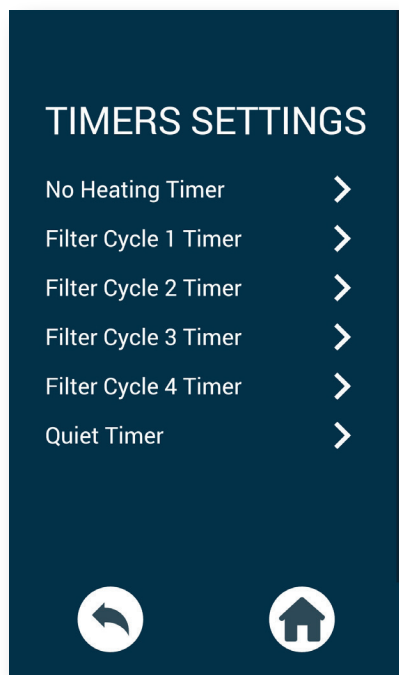 TIMERS SETTINGS
No Heating Timer
Filter Cycle 1 Timer
Filter Cycle 2 Timer
Filter Cycle 3 Timer
Filter Cycle 4 Timer
Quiet Timer